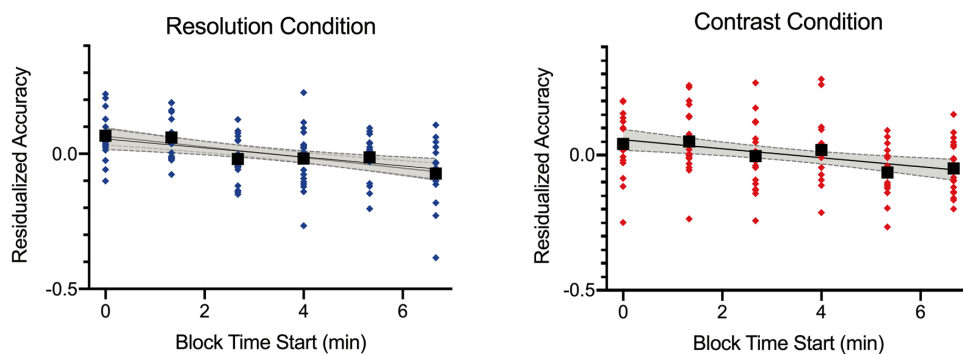 Resolution Condition
Residualized Accuracy
0.0
-0.5
0 2 4 6
Block Time Start (min)
Contrast Condition
Residualized Accuracy
0.0
-0.5
0 2 4 6
Block Time Start (min)